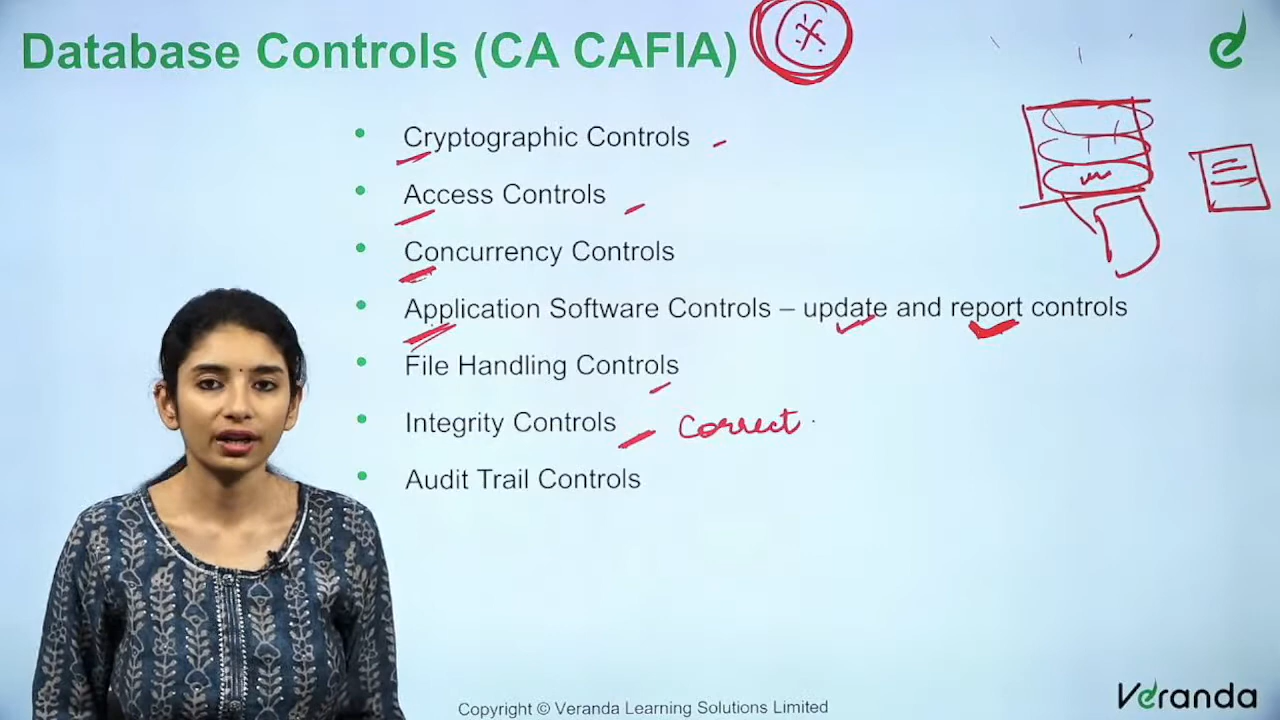 Database Controls (CA CAFIA)
Cryptographic Controls
Access Controls
Concurrency Controls
Application Software Controls – update and report controls
File Handling Controls
Integrity Controls correct
Audit Trail Controls
Copyright © Veranda Learning Solutions Limited
Veranda